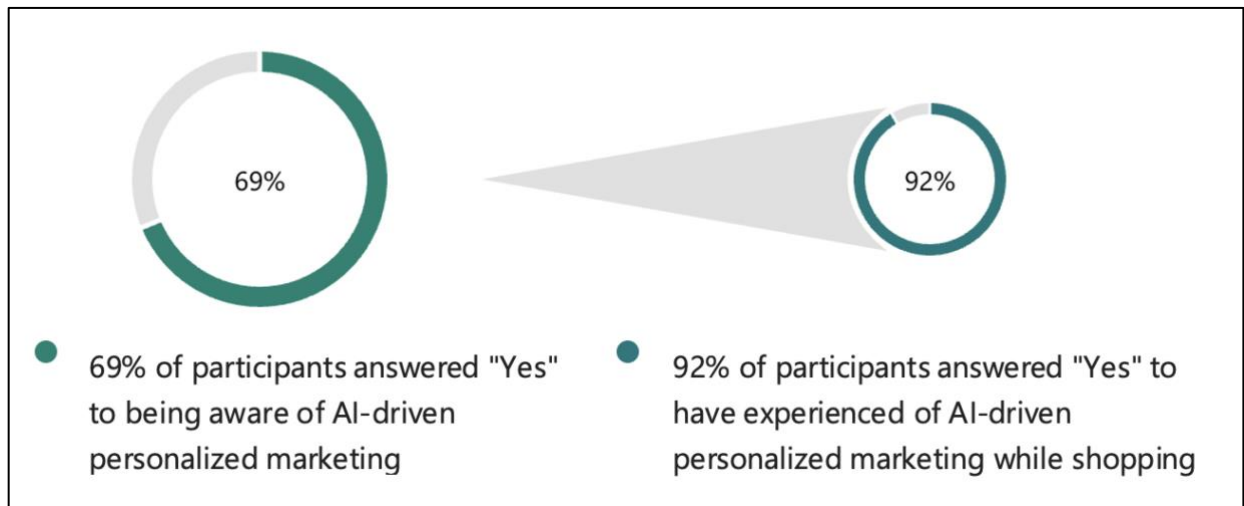 69%
92%
69% of participants answered "Yes"
to being aware of AI-driven
personalized marketing
92% of participants answered "Yes" to
have experienced of AI-driven
personalized marketing while shopping